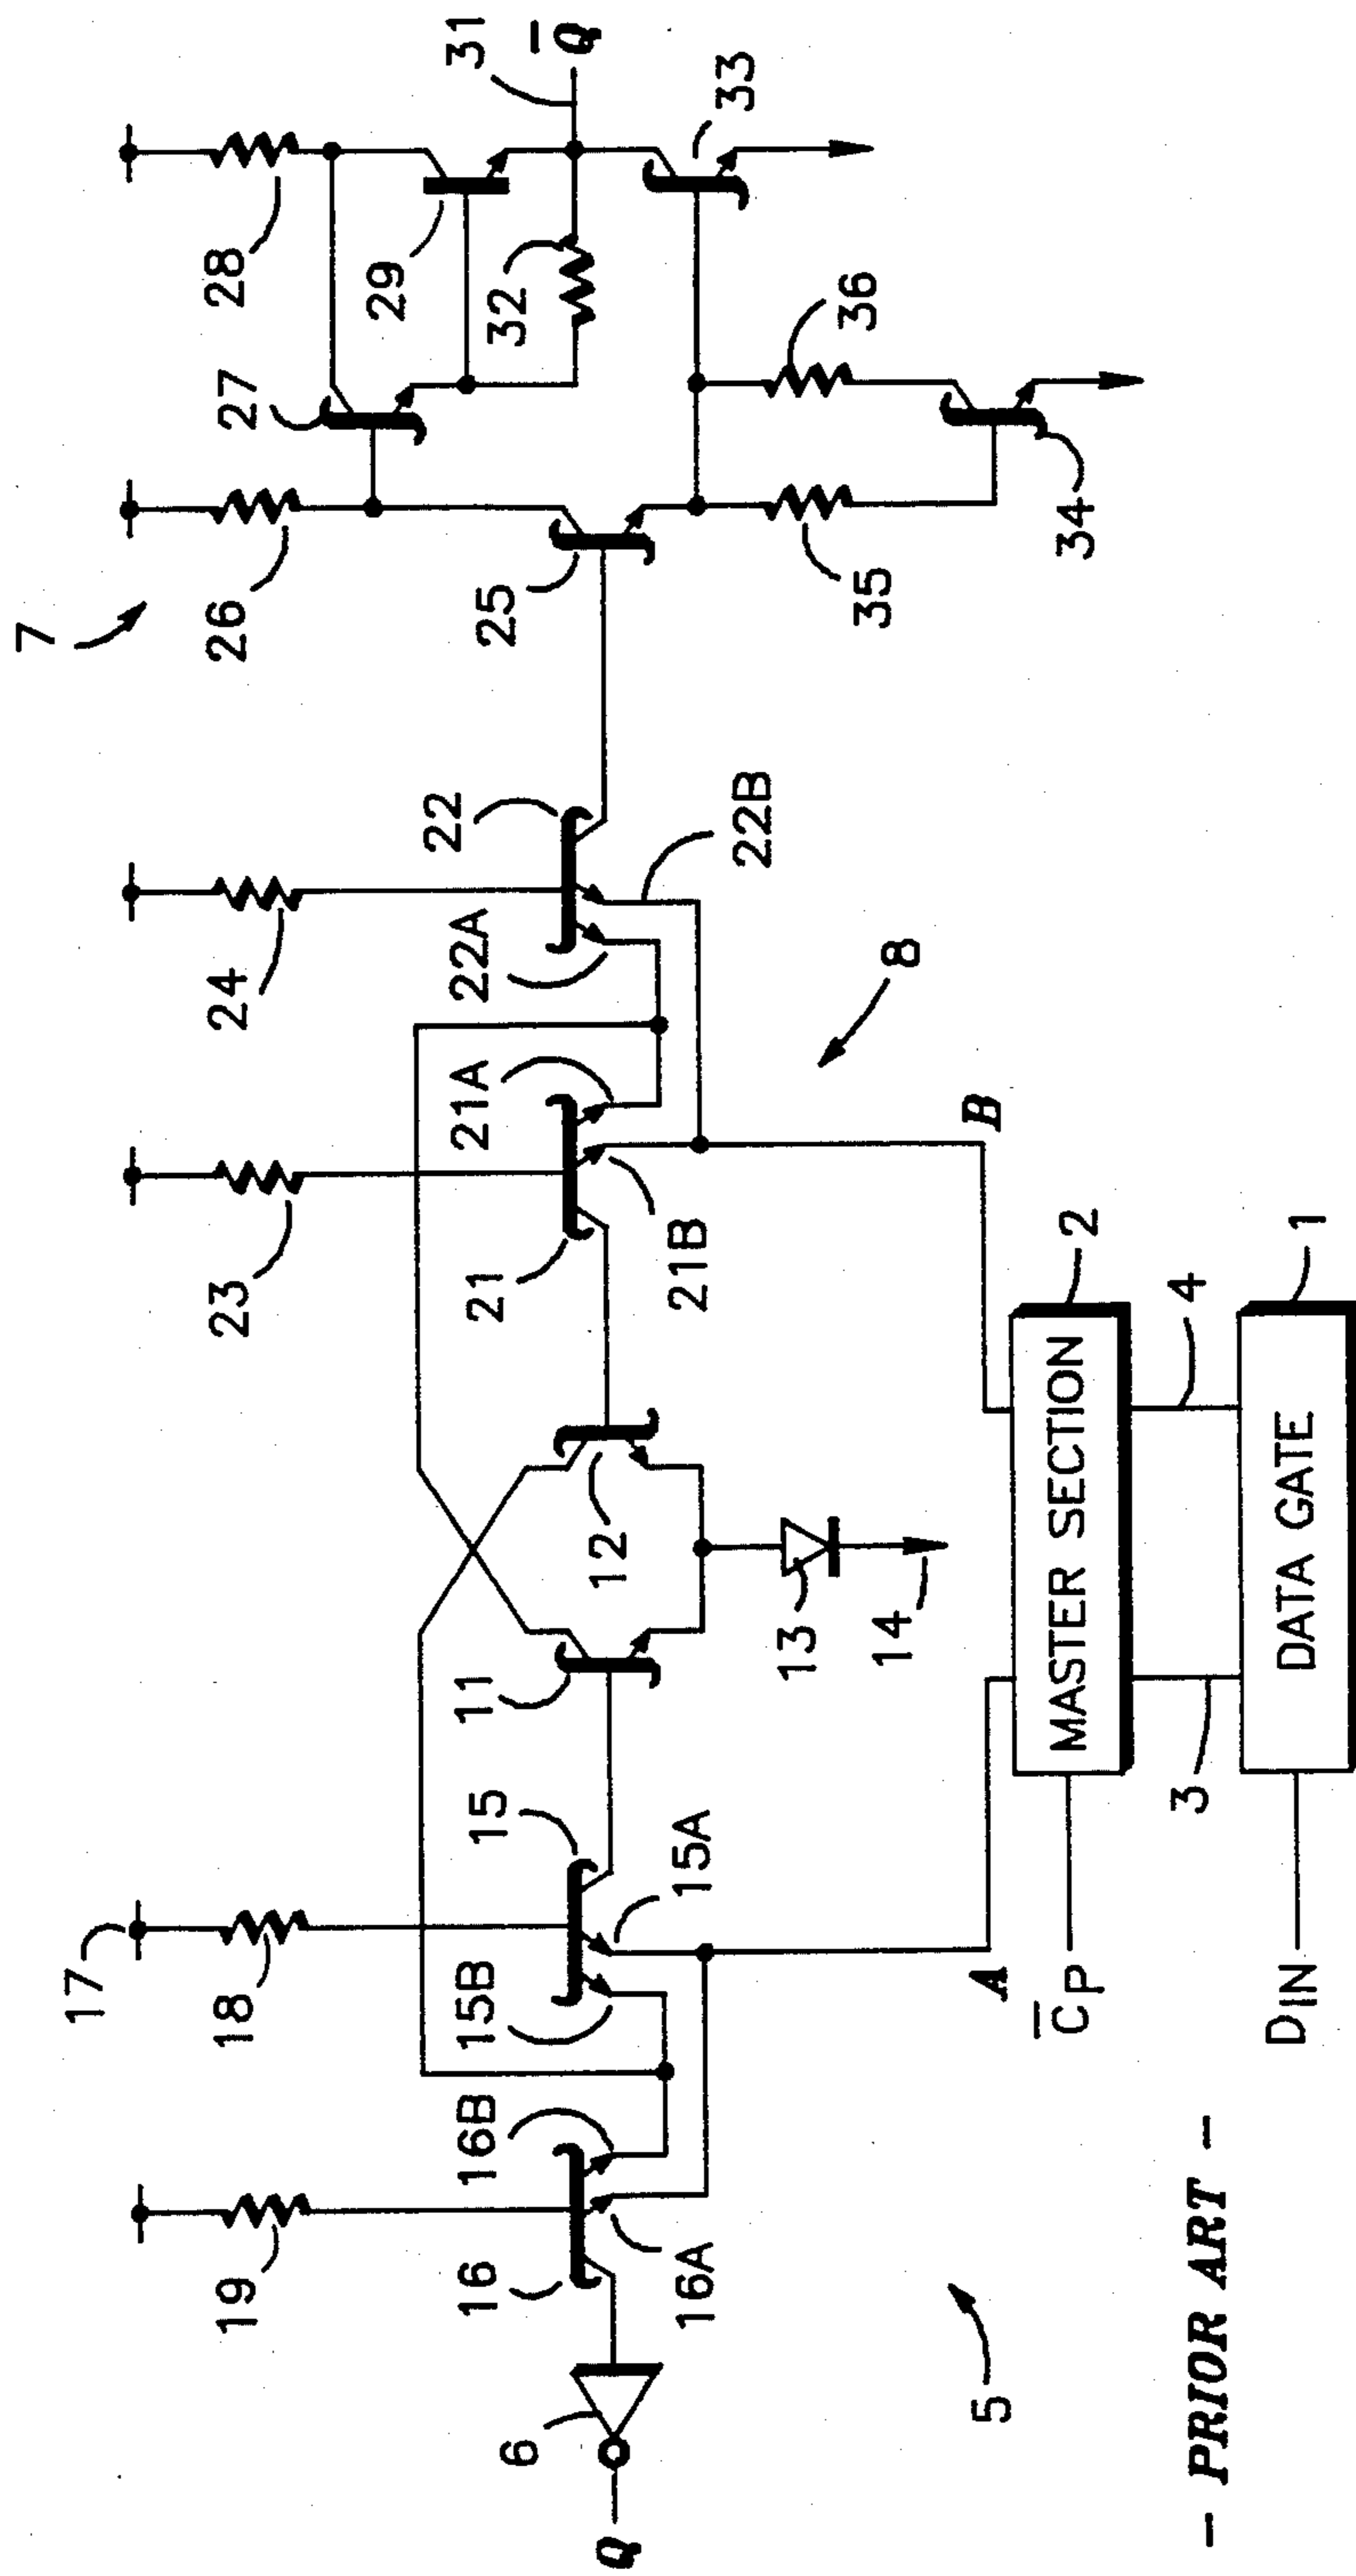 7
17
18
19
23
24
26
28
27
29
31
Q̅
32
33
25
35
36
34
22
22A
22B
21A
21
21B
8
16
16B
16A
15B
15
15A
11
12
13
14
6
Q
5
A
B
C̅P
MASTER SECTION
2
3
4
DIN
DATA GATE
1
- PRIOR ART -